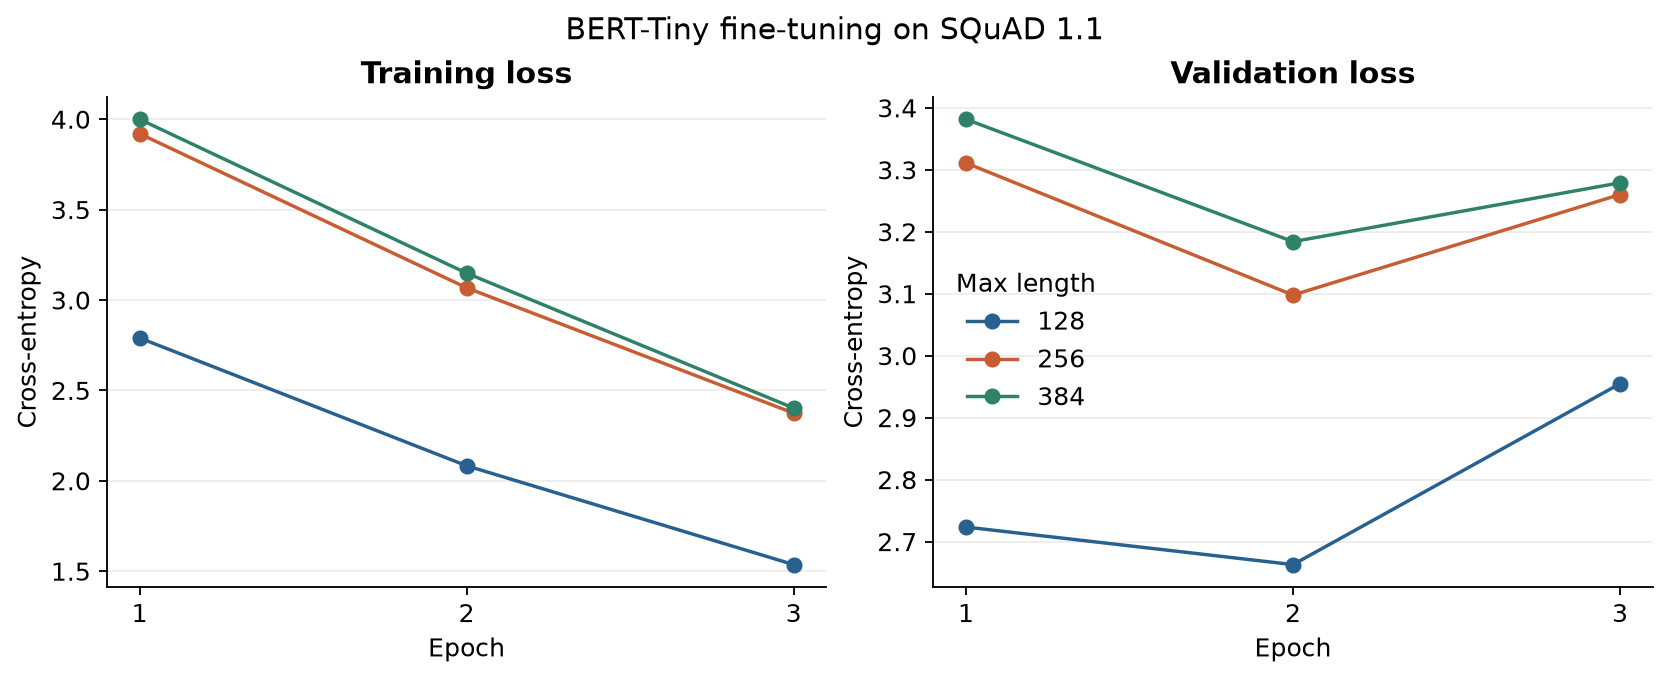 BERT-Tiny fine-tuning on SQuAD 1.1
Training loss
Cross-entropy
4.0
3.5
3.0
2.5
2.0
1.5
1 2 3
Epoch
Validation loss
Cross-entropy
3.4
3.3
3.2
3.1
3.0
2.9
2.8
2.7
Max length
128
256
384
1 2 3
Epoch